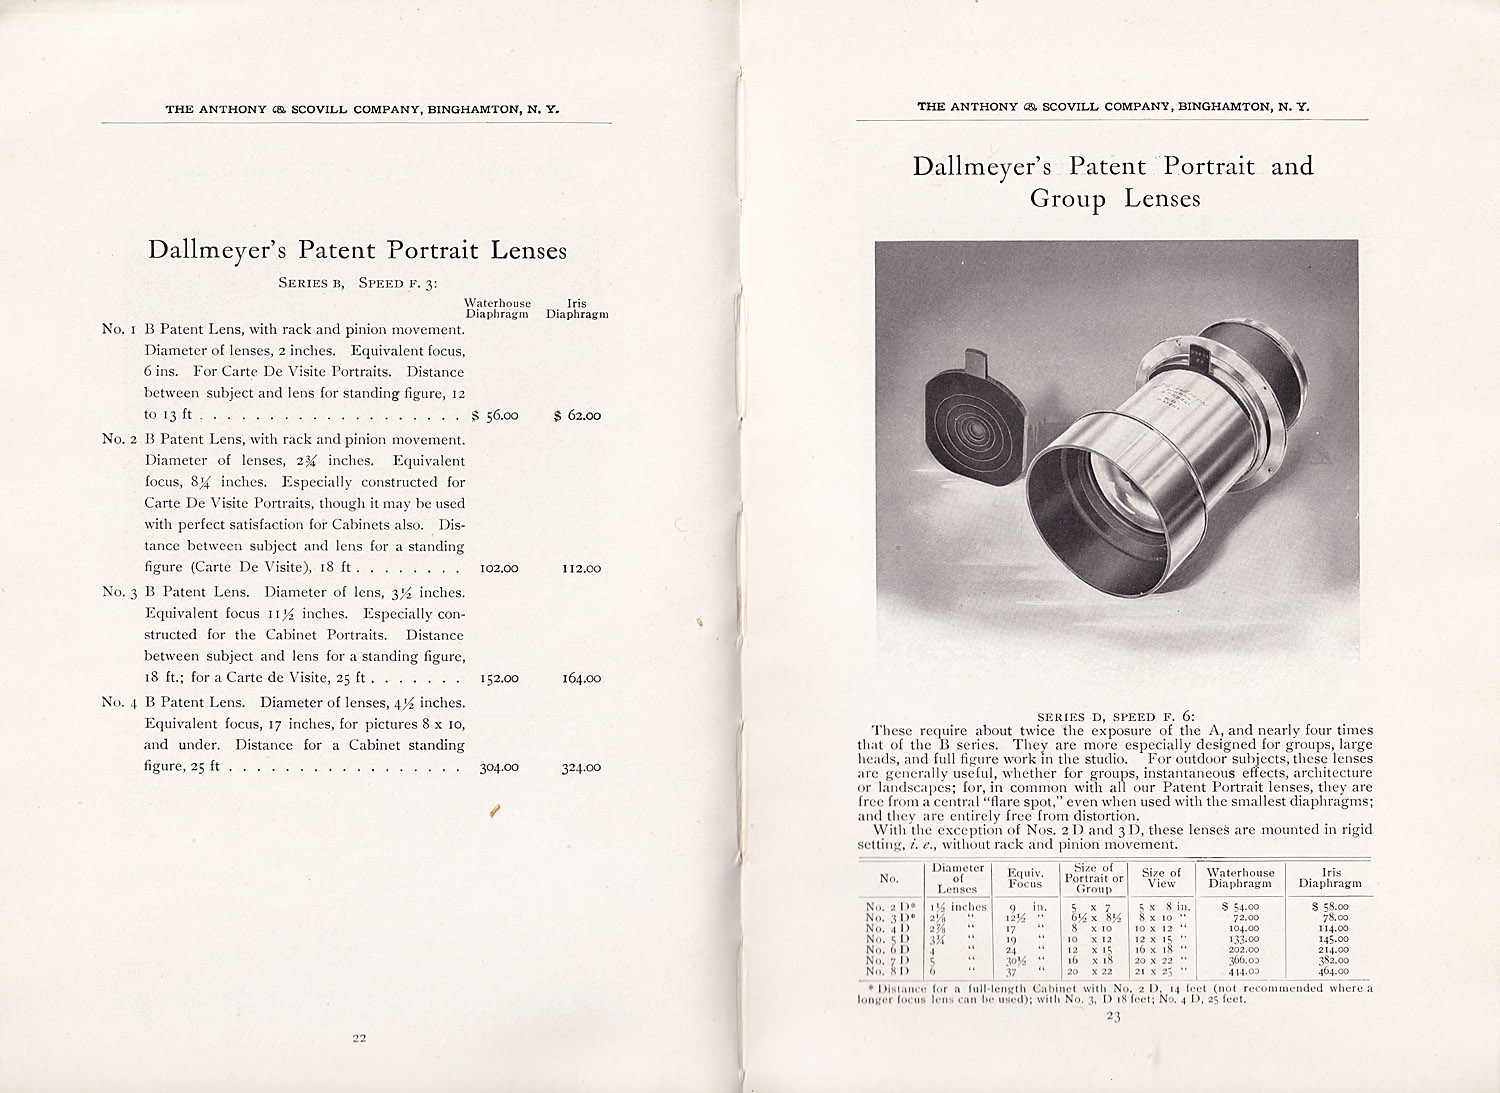 THE ANTHONY & SCOVILL COMPANY, BINGHAMTON, N. Y.
Dallmeyer's Patent Portrait Lenses
SERIES B, SPEED F. 3:
Waterhouse Diaphragm Iris Diaphragm
No. 1 B Patent Lens, with rack and pinion movement.
Diameter of lenses, 2 inches. Equivalent focus,
6 ins. For Carte De Visite Portraits. Distance
between subject and lens for standing figure, 12
to 13 ft . . . . . . . . . . . . . . . . . . . $ 56.00 $ 62.00
No. 2 B Patent Lens, with rack and pinion movement.
Diameter of lenses, 2¾ inches. Equivalent
focus, 8¼ inches. Especially constructed for
Carte De Visite Portraits, though it may be used
with perfect satisfaction for Cabinets also. Dis-
tance between subject and lens for a standing
figure (Carte De Visite), 18 ft . . . . . . . . 102.00 112.00
No. 3 B Patent Lens. Diameter of lens, 3½ inches.
Equivalent focus 11½ inches. Especially con-
structed for the Cabinet Portraits. Distance
between subject and lens for a standing figure,
18 ft.; for a Carte de Visite, 25 ft . . . . . . . 152.00 164.00
No. 4 B Patent Lens. Diameter of lenses, 4½ inches.
Equivalent focus, 17 inches, for pictures 8 x 10,
and under. Distance for a Cabinet standing
figure, 25 ft . . . . . . . . . . . . . . . . . 304.00 324.00
22
THE ANTHONY & SCOVILL COMPANY, BINGHAMTON, N. Y.
Dallmeyer's Patent Portrait and
Group Lenses
SERIES D, SPEED F. 6:
These require about twice the exposure of the A, and nearly four times
that of the B series. They are more especially designed for groups, large
heads, and full figure work in the studio. For outdoor subjects, these lenses
are generally useful, whether for groups, instantaneous effects, architecture
or landscapes; for, in common with all our Patent Portrait lenses, they are
free from a central "flare spot," even when used with the smallest diaphragms;
and they are entirely free from distortion.
With the exception of Nos. 2 D and 3 D, these lenses are mounted in rigid
setting, i. e., without rack and pinion movement.
No. Diameter of Lenses Equiv. Focus Size of Portrait or Group Size of View Waterhouse Diaphragm Iris Diaphragm
No. 2 D* 1½ inches 9 in. 5 x 7 5 x 8 in. $ 54.00 $ 58.00
No. 3 D* 2⅛ " 12½ " 6½ x 8½ 8 x 10 " 72.00 78.00
No. 4 D 2⅞ " 17 " 8 x 10 10 x 12 " 104.00 114.00
No. 5 D 3¼ " 19 " 10 x 12 12 x 15 " 133.00 145.00
No. 6 D 4 " 24 " 12 x 15 16 x 18 " 202.00 214.00
No. 7 D 5 " 30½ " 16 x 18 20 x 22 " 366.00 382.00
No. 8 D 6 " 37 " 20 x 22 21 x 25 " 444.00 464.00
* Distance for a full-length Cabinet with No. 2 D, 14 feet (not recommended where a
longer focus lens can be used); with No. 3, D 18 feet; No. 4 D, 25 feet.
23